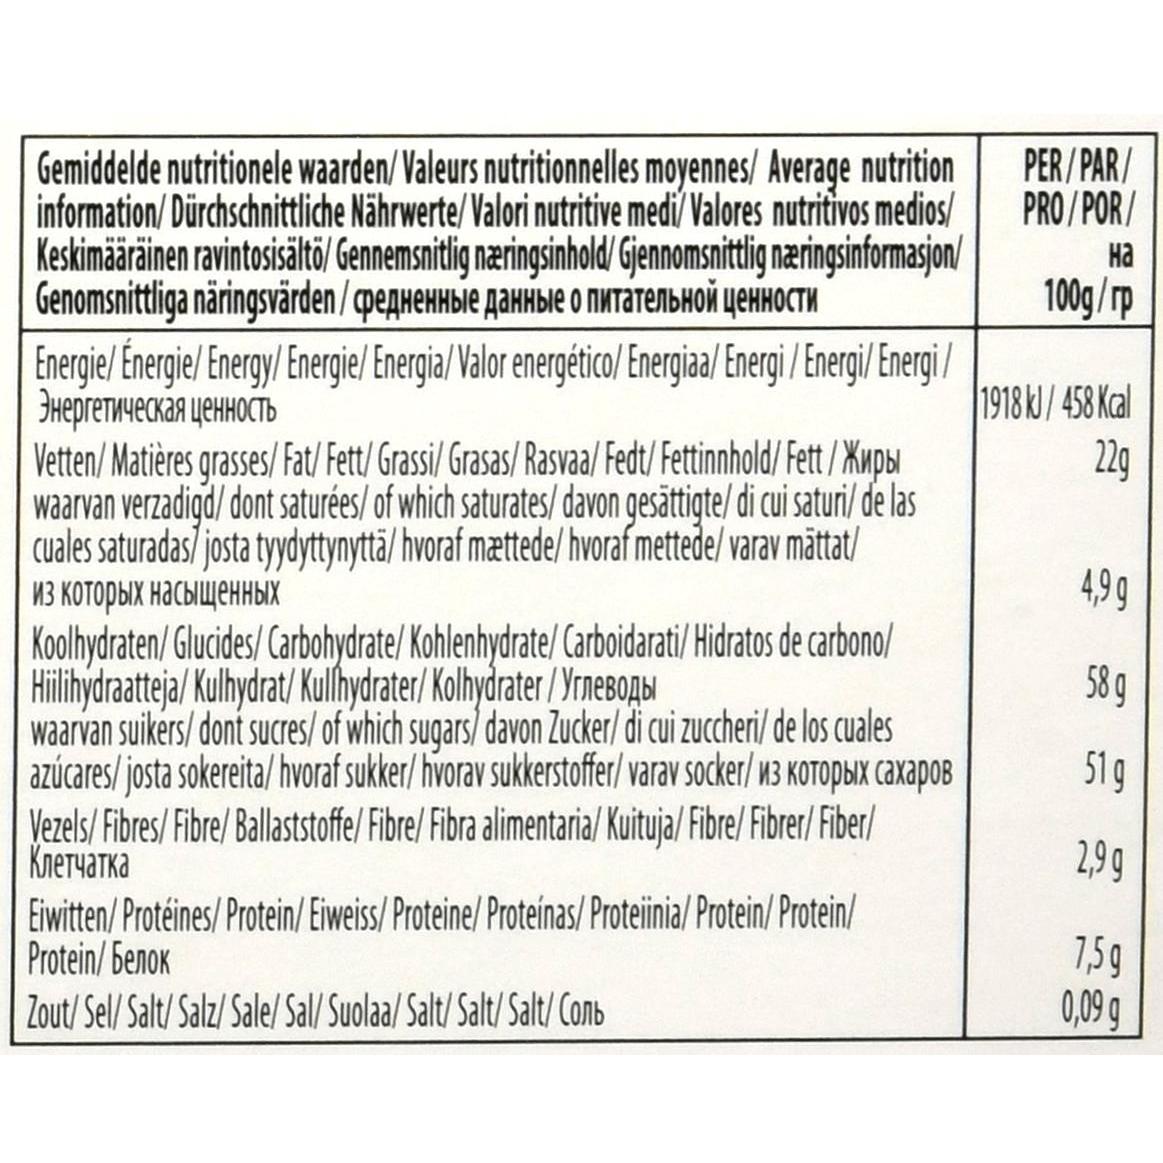 Gemiddelde nutritionele waarden/ Valeurs nutritionnelles moyennes/ Average nutrition
information/ Dürchschnittliche Nährwerte/ Valori nutritive medi/ Valores nutritivos medios/
Keskimääräinen ravintosisältö/ Gennemsnitlig næringsinhold/ Gjennomsnittlig næringsinformasjon/
Genomsnittliga näringsvärden / средненные данные о питательной ценности
PER / PAR /
PRO / POR /
на
100g / гр
Energie/ Énergie/ Energy/ Energie/ Energia/ Valor energético/ Energiaa/ Energi / Energi/ Energi /
Энергетическая ценность
1918 kJ / 458 Kcal
Vetten/ Matières grasses/ Fat/ Fett/ Grassi/ Grasas/ Rasvaa/ Fedt/ Fettinnhold/ Fett / Жиры 22g
waarvan verzadigd/ dont saturées/ of which saturates/ davon gesättigte/ di cui saturi/ de las
cuales saturadas/ josta tyydyttynyttä/ hvoraf mættede/ hvoraf mettede/ varav mättat/
из которых насыщенных 4,9 g
Koolhydraten/ Glucides/ Carbohydrate/ Kohlenhydrate/ Carboidarati/ Hidratos de carbono/
Hiilihydraatteja/ Kulhydrat/ Kullhydrater/ Kolhydrater / Углеводы 58 g
waarvan suikers/ dont sucres/ of which sugars/ davon Zucker/ di cui zuccheri/ de los cuales
azúcares/ josta sokereita/ hvoraf sukker/ hvorav sukkerstoffer/ varav socker/ из которых сахаров 51 g
Vezels/ Fibres/ Fibre/ Ballaststoffe/ Fibre/ Fibra alimentaria/ Kuituja/ Fibre/ Fibrer/ Fiber/
Клетчатка 2,9 g
Eiwitten/ Protéines/ Protein/ Eiweiss/ Proteine/ Proteínas/ Proteiinia/ Protein/ Protein/
Protein/ Белок 7,5 g
Zout/ Sel/ Salt/ Salz/ Sale/ Sal/ Suolaa/ Salt/ Salt/ Salt/ Соль 0,09 g